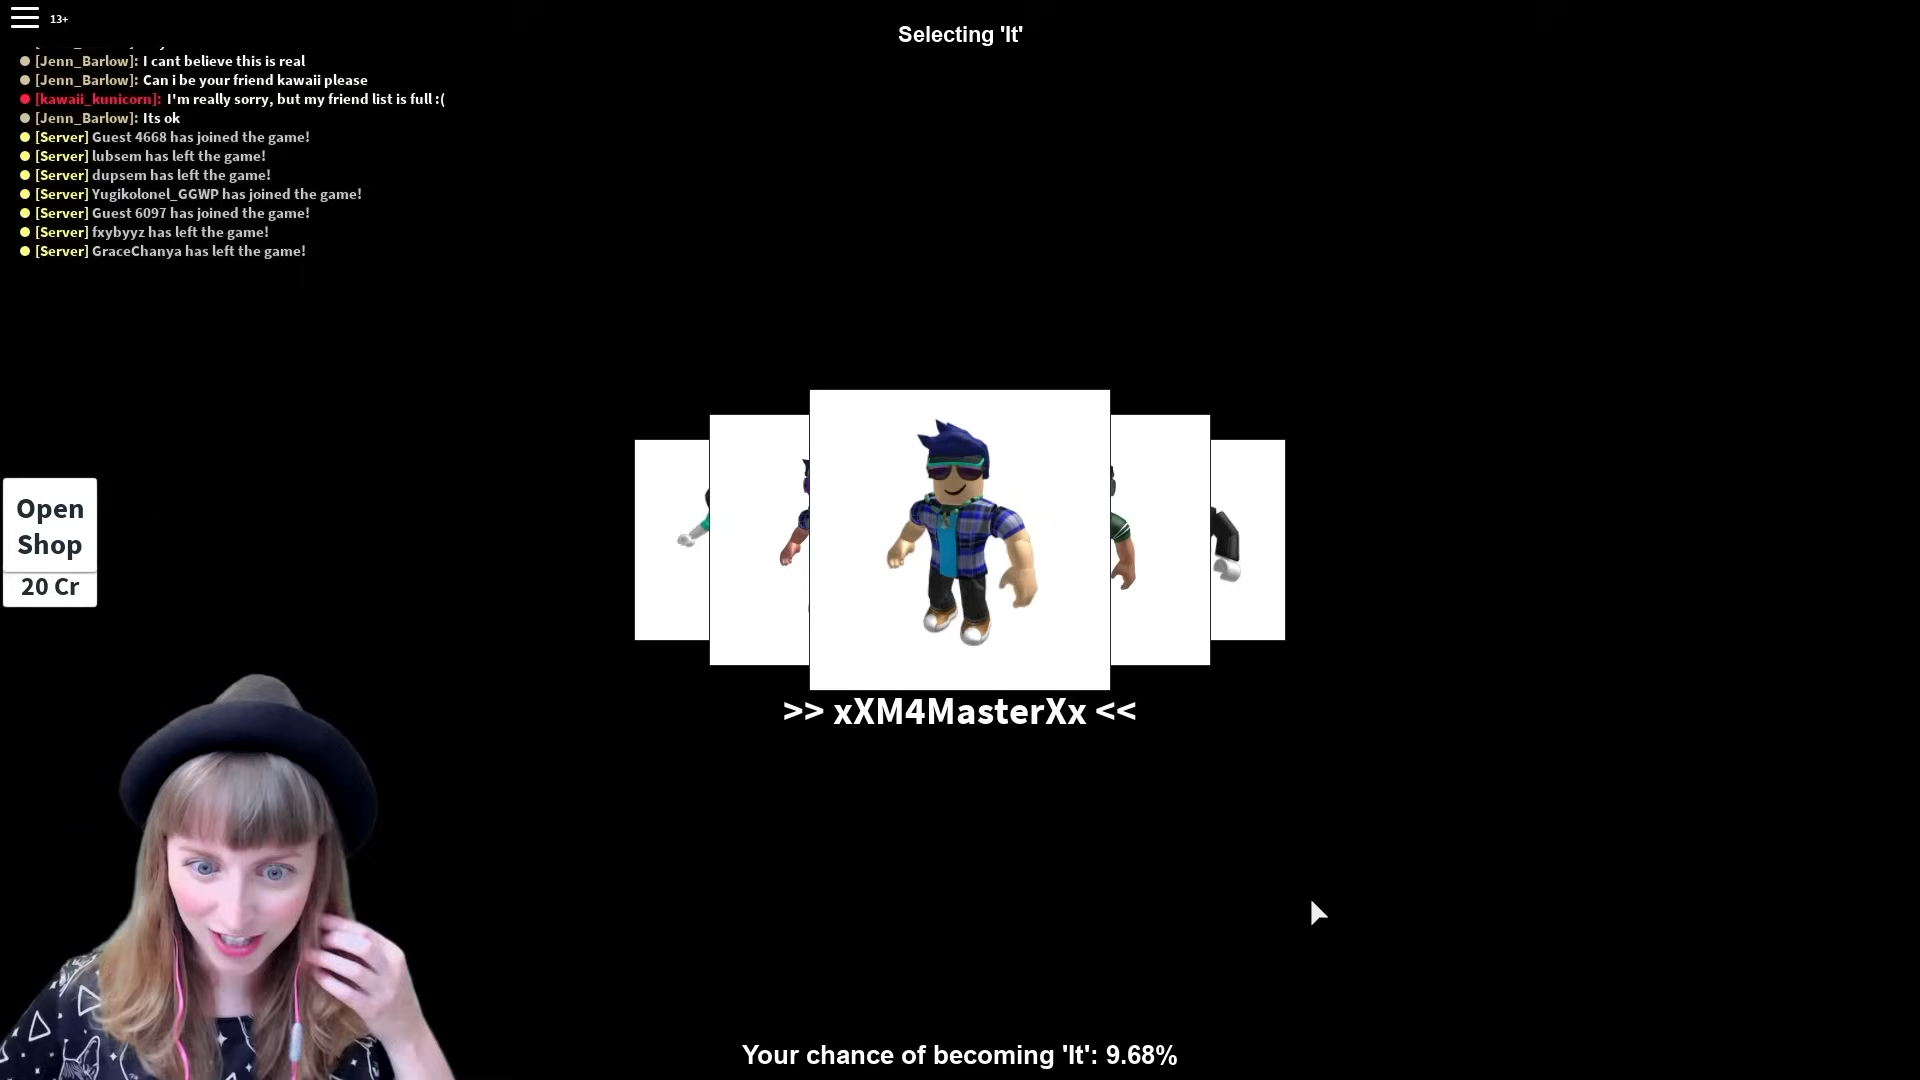 13+
Selecting 'It'
[Jenn_Barlow]: I cant believe this is real
[Jenn_Barlow]: Can i be your friend kawaii please
[kawaii_kunicorn]: I'm really sorry, but my friend list is full :(
[Jenn_Barlow]: Its ok
[Server] Guest 4668 has joined the game!
[Server] lubsem has left the game!
[Server] dupsem has left the game!
[Server] Yugikolonel_GGWP has joined the game!
[Server] Guest 6097 has joined the game!
[Server] fxybyyz has left the game!
[Server] GraceChanya has left the game!
Open
Shop
20 Cr
>> xXM4MasterXx <<
Your chance of becoming 'It': 9.68%